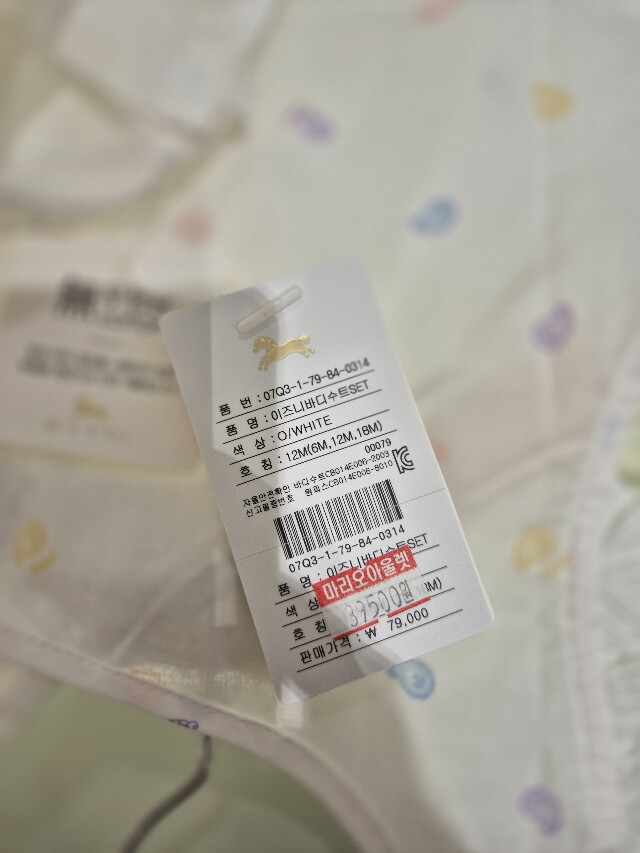 품 번 : 07Q3-1-79-84-0314
품 명 : 이즈니바디수트SET
색 상 : O/WHITE
호 칭 : 12M(6M,12M,18M)
00079
자율안전확인 바디수트CB014E006-2003
신고필증번호 원피스CB014E006-8010
07Q3-1-79-84-0314
품 명 : 이즈니바디수트SET
마리오아울렛
색 상
39500원
호 칭
판매가격 : ₩ 79,000